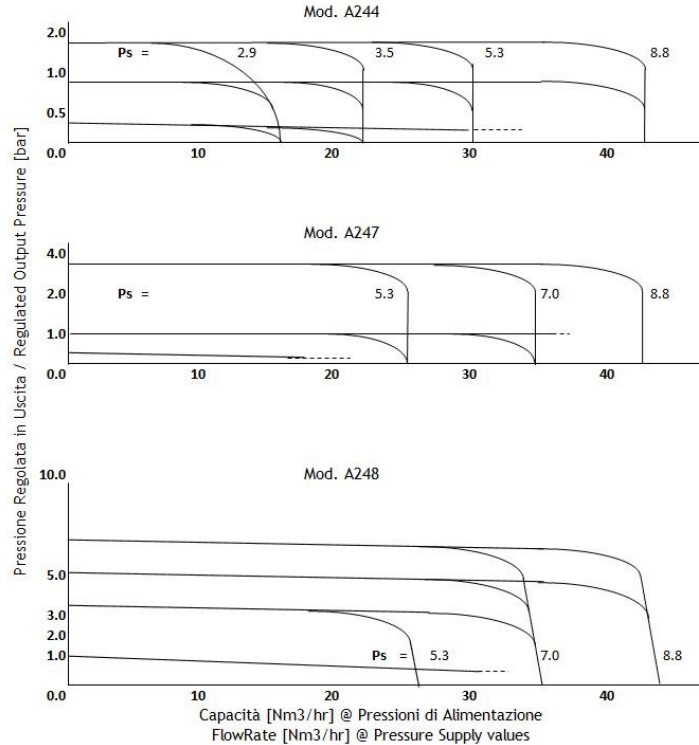 Mod. A244
2.0
Ps = 2.9 3.5 5.3 8.8
1.0
0.5
0.0 10 20 30 40
Mod. A247
4.0
Ps = 5.3 7.0 8.8
2.0
1.0
0.0 10 20 30 40
Mod. A248
10.0
5.0
3.0
2.0
1.0 Ps = 5.3 7.0 8.8
0.0 10 20 30 40
Pressione Regolata in Uscita / Regulated Output Pressure [bar]
Capacità [Nm3/hr] @ Pressioni di Alimentazione
FlowRate [Nm3/hr] @ Pressure Supply values